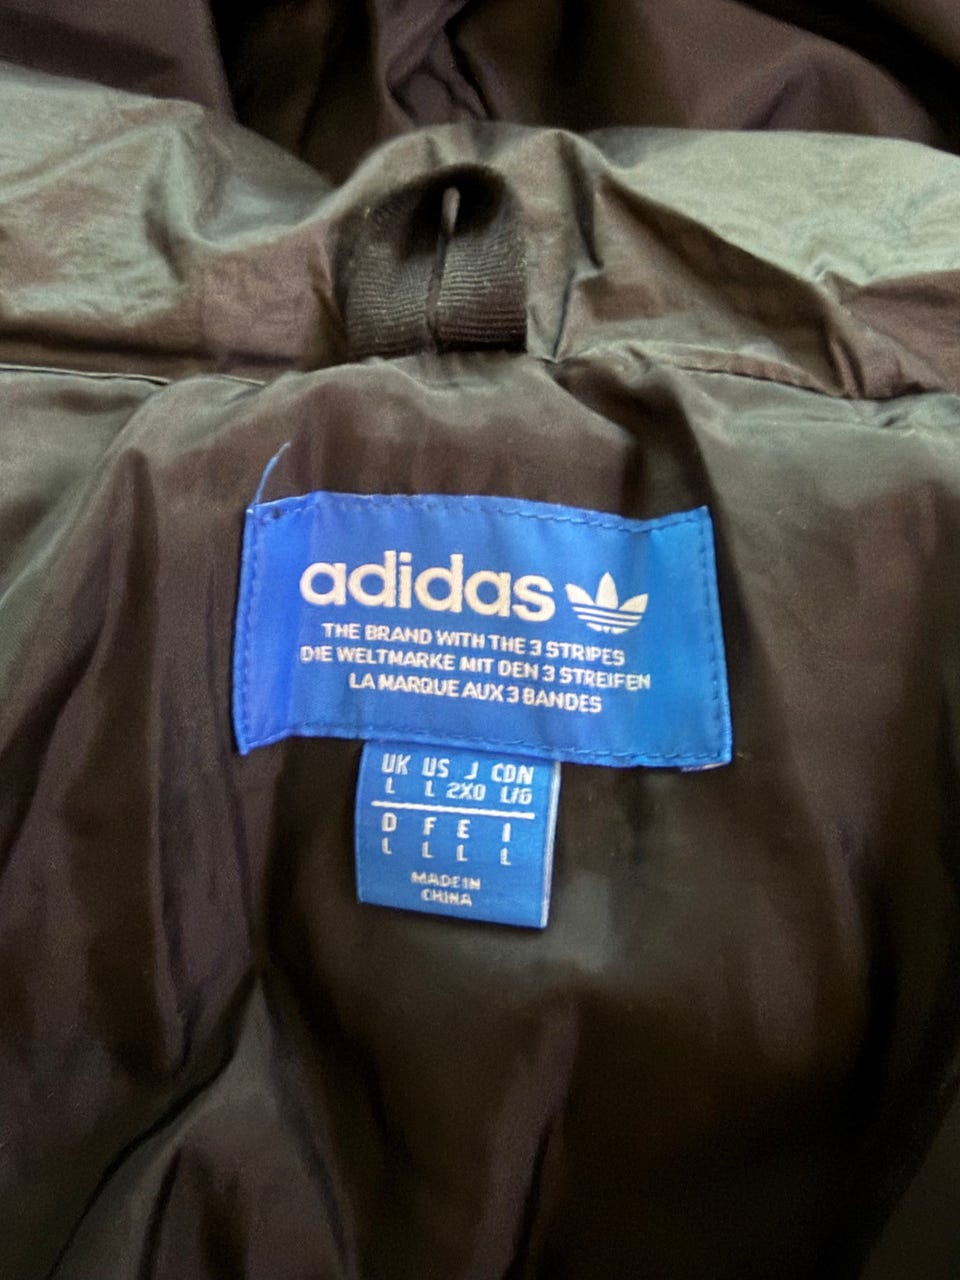 adidas
THE BRAND WITH THE 3 STRIPES
DIE WELTMARKE MIT DEN 3 STREIFEN
LA MARQUE AUX 3 BANDES
UK US J CDN
L L 2XO L/G
D F E I
L L L L
MADE IN
CHINA